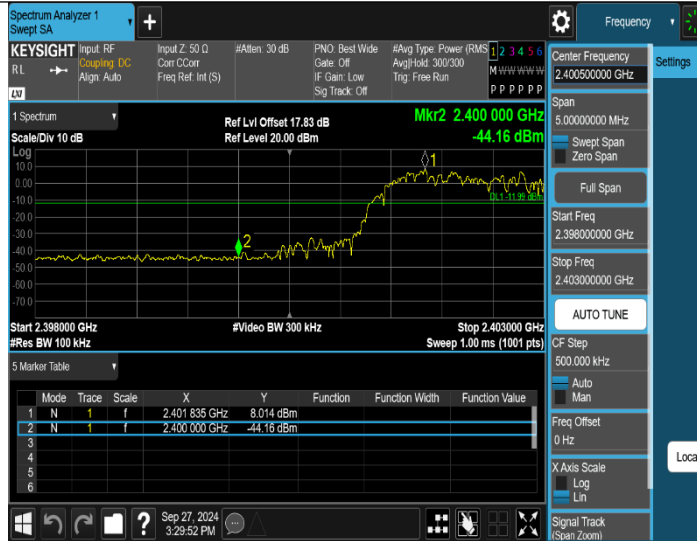 Spectrum Analyzer 1
Swept SA
Frequency
KEYSIGHT Input: RF Input Z: 50 Ω #Atten: 30 dB PNO: Best Wide #Avg Type: Power (RMS 1 2 3 4 5 6
RL Coupling: DC Corr CCorr Gate: Off Avg|Hold: 300/300 M W W W W W
Align: Auto Freq Ref: Int (S) IF Gain: Low Trig: Free Run
Sig Track: Off P P P P P P
LXI
1 Spectrum
Ref Lvl Offset 17.83 dB
Mkr2 2.400 000 GHz
Scale/Div 10 dB Ref Level 20.00 dBm -44.16 dBm
Log
10.0
0.00
-10.0
-20.0
-30.0
-40.0
-50.0
-60.0
-70.0
1
2
DL1 -11.99 dBm
Start 2.398000 GHz #Video BW 300 kHz Stop 2.403000 GHz
#Res BW 100 kHz Sweep 1.00 ms (1001 pts)
5 Marker Table
Mode Trace Scale X Y Function Function Width Function Value
1 N 1 f 2.401 835 GHz 8.014 dBm
2 N 1 f 2.400 000 GHz -44.16 dBm
3
4
5
6
Sep 27, 2024
3:29:52 PM
Center Frequency
2.400500000 GHz
Settings
Span
5.00000000 MHz
Swept Span
Zero Span
Full Span
Start Freq
2.398000000 GHz
Stop Freq
2.403000000 GHz
AUTO TUNE
CF Step
500.000 kHz
Auto
Man
Freq Offset
0 Hz
Loca
X Axis Scale
Log
Lin
Signal Track
(Span Zoom)